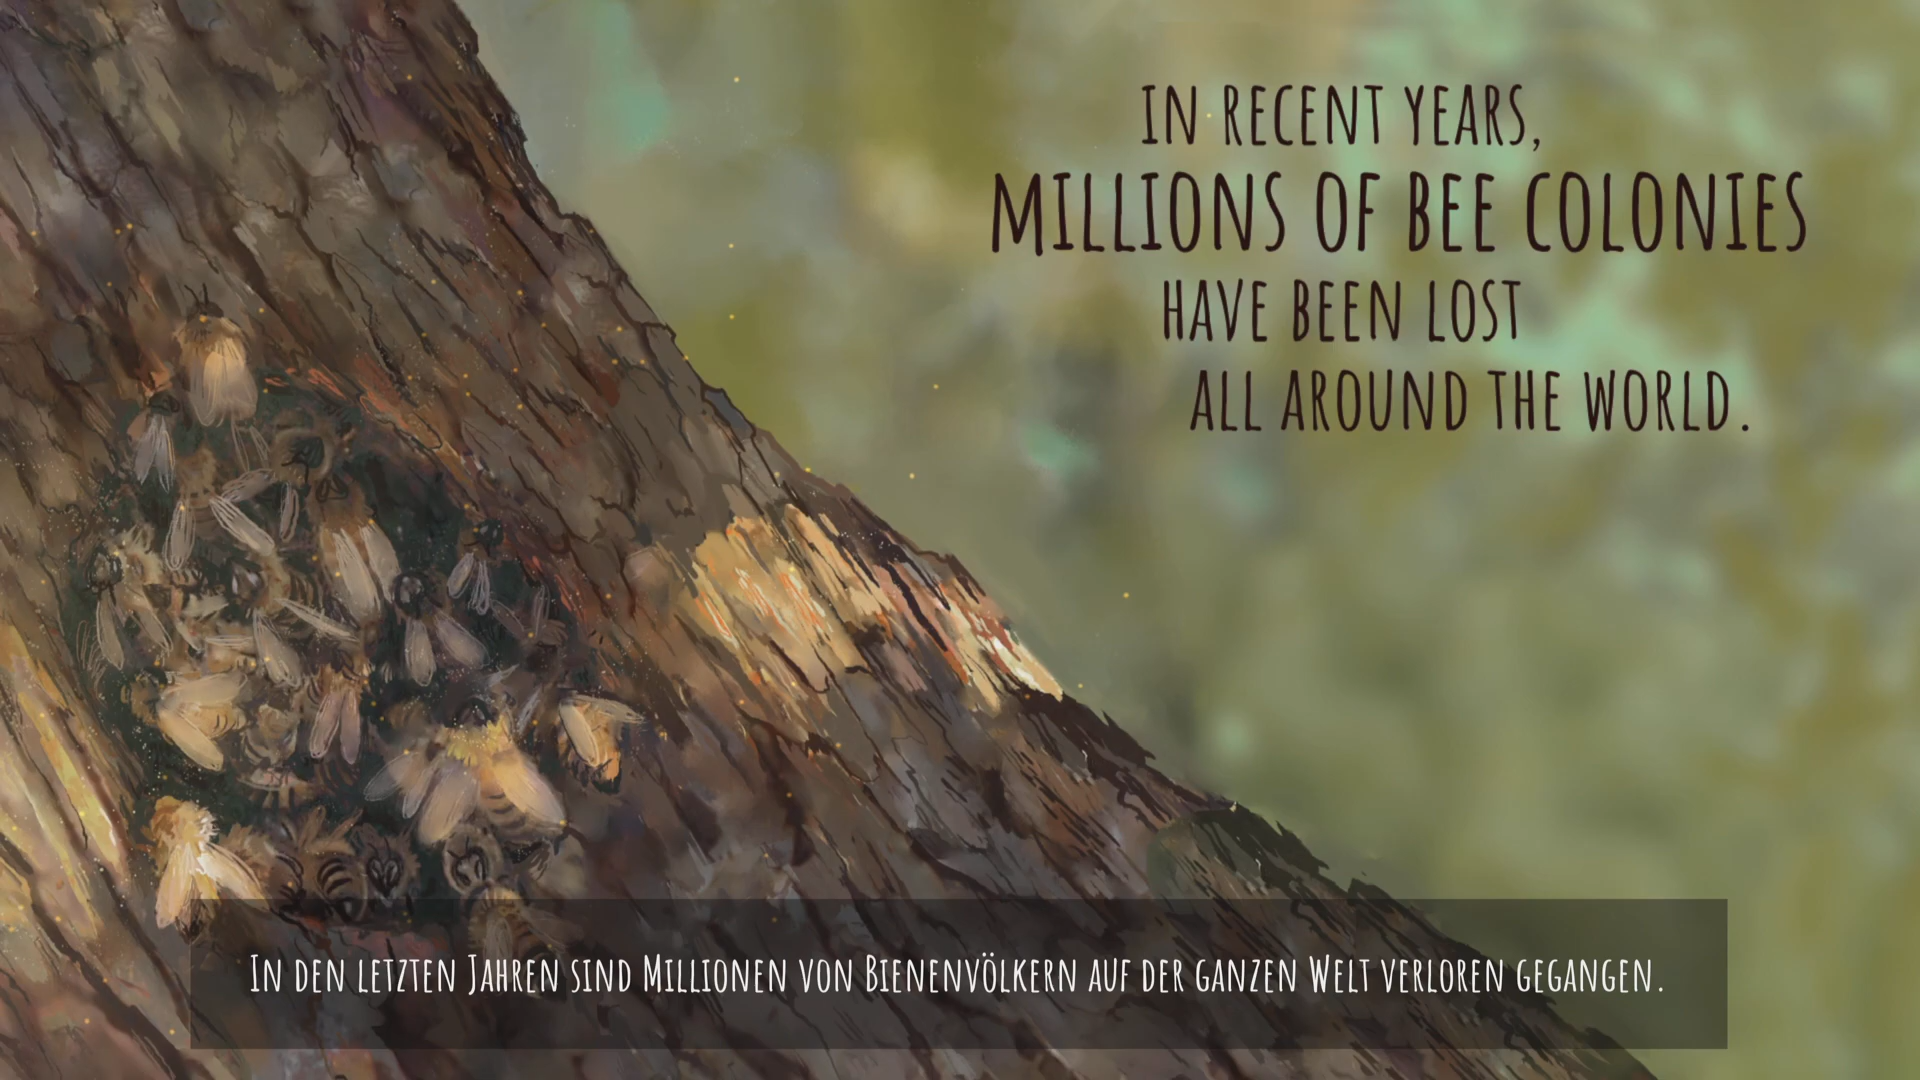 IN RECENT YEARS,
MILLIONS OF BEE COLONIES
HAVE BEEN LOST
ALL AROUND THE WORLD.
In den letzten Jahren sind Millionen von Bienenvölkern auf der ganzen Welt verloren gegangen.